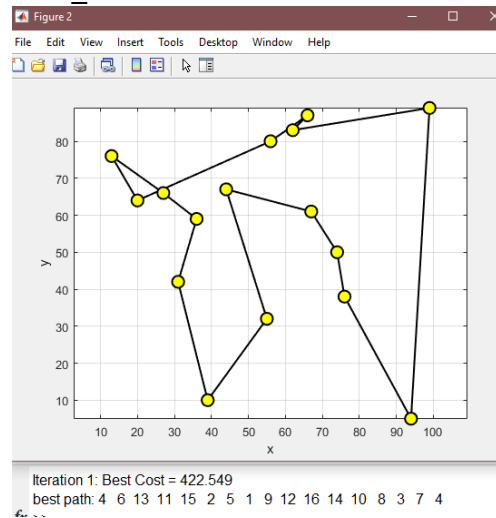 Figure 2
File Edit View Insert Tools Desktop Window Help
80
70
60
50
40
30
20
10
y
10 20 30 40 50 60 70 80 90 100
x
Iteration 1: Best Cost = 422.549
best path: 4 6 13 11 15 2 5 1 9 12 16 14 10 8 3 7 4
fx >>